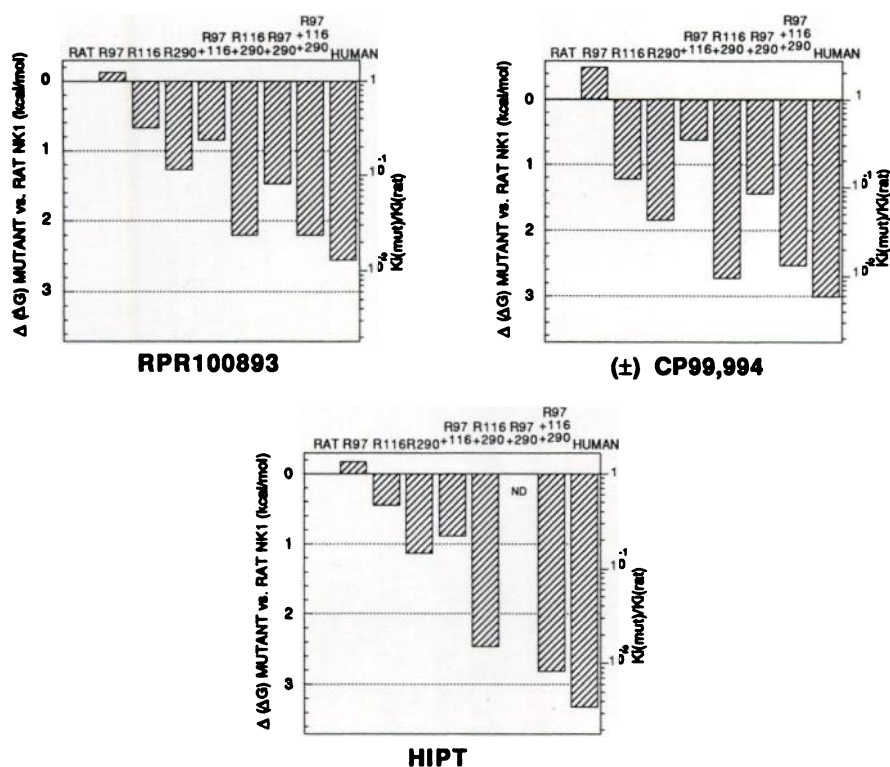 R97
R97 R116 R97 +116
RAT R97 R116 R290 +116 +290 +290 +290 HUMAN
Δ (ΔG) MUTANT vs. RAT NK1 (kcal/mol)
0
1
2
3
1
Ki(mut)/Ki(rat)
RPR100893
R97
R97 R116 R97 +116
RAT R97 R116 R290 +116 +290 +290 +290 HUMAN
Δ (ΔG) MUTANT vs. RAT NK1 (kcal/mol)
0
1
2
3
1
Ki(mut)/Ki(rat)
(±) CP99,994
R97
R97 R116 R97 +116
RAT R97 R116 R290 +116 +290 +290 +290 HUMAN
Δ (ΔG) MUTANT vs. RAT NK1 (kcal/mol)
0
1
2
3
ND
1
Ki(mut)/Ki(rat)
HIPT